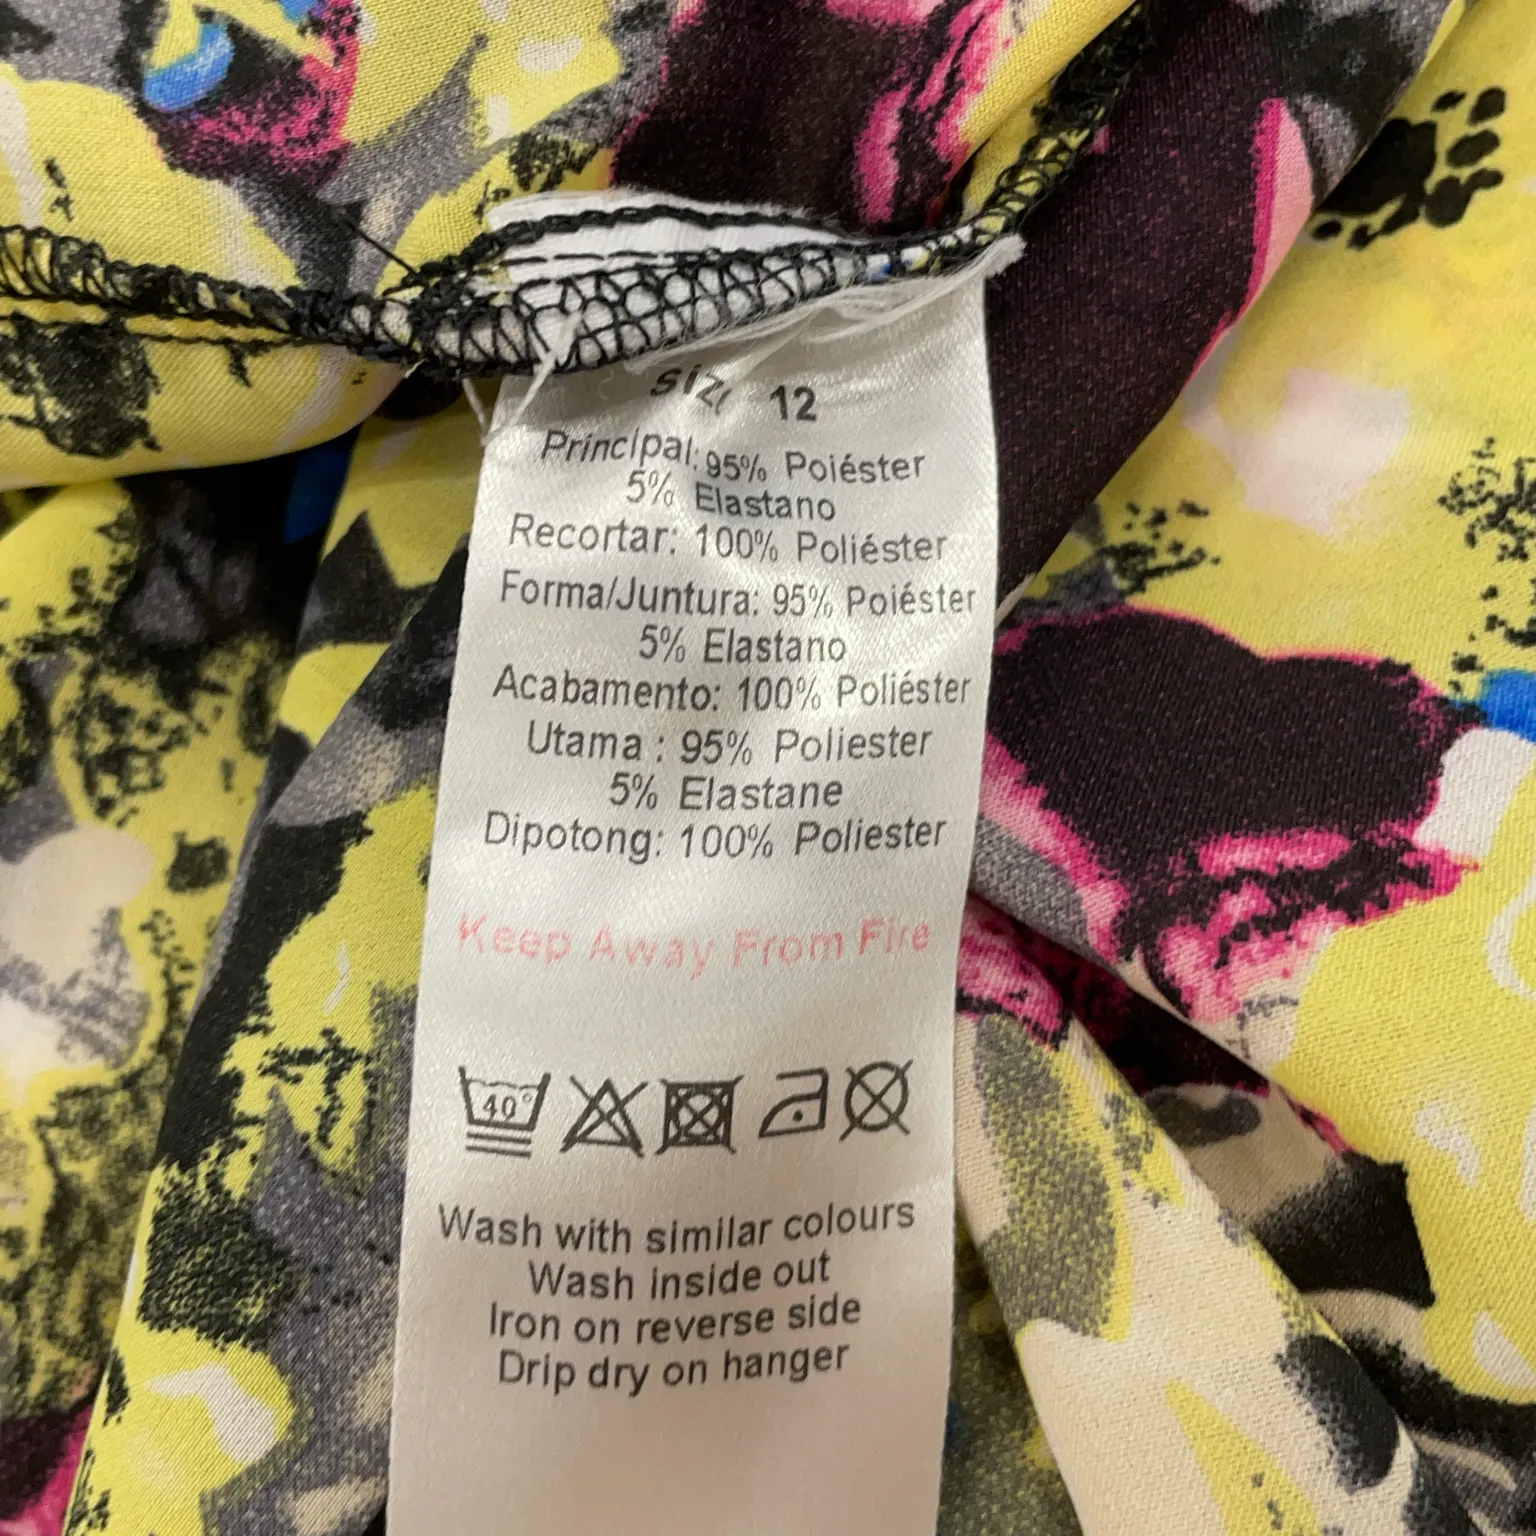 size 12
Principal: 95% Poiéster
5% Elastano
Recortar: 100% Poliéster
Forma/Juntura: 95% Poiéster
5% Elastano
Acabamento: 100% Poliéster
Utama : 95% Poliester
5% Elastane
Dipotong: 100% Poliester
Keep Away From Fire
40°
Wash with similar colours
Wash inside out
Iron on reverse side
Drip dry on hanger